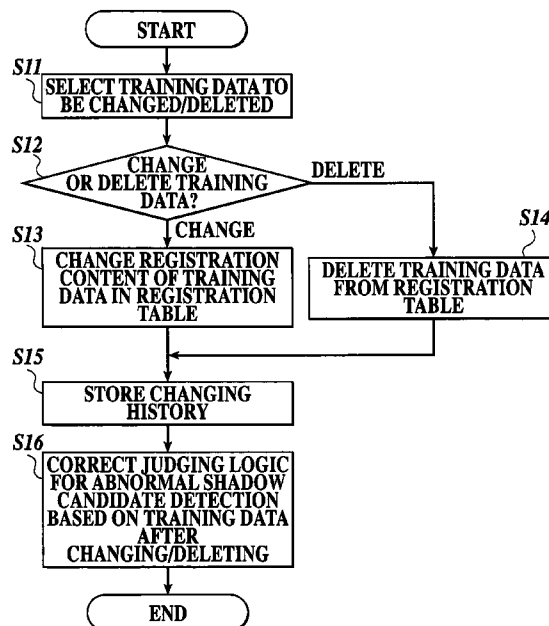 START
S11
SELECT TRAINING DATA TO
BE CHANGED/DELETED
S12
CHANGE
OR DELETE TRAINING
DATA?
DELETE
CHANGE
S13
CHANGE REGISTRATION
CONTENT OF TRAINING
DATA IN REGISTRATION
TABLE
S14
DELETE TRAINING DATA
FROM REGISTRATION
TABLE
S15
STORE CHANGING
HISTORY
S16
CORRECT JUDGING LOGIC
FOR ABNORMAL SHADOW
CANDIDATE DETECTION
BASED ON TRAINING DATA
AFTER
CHANGING/DELETING
END